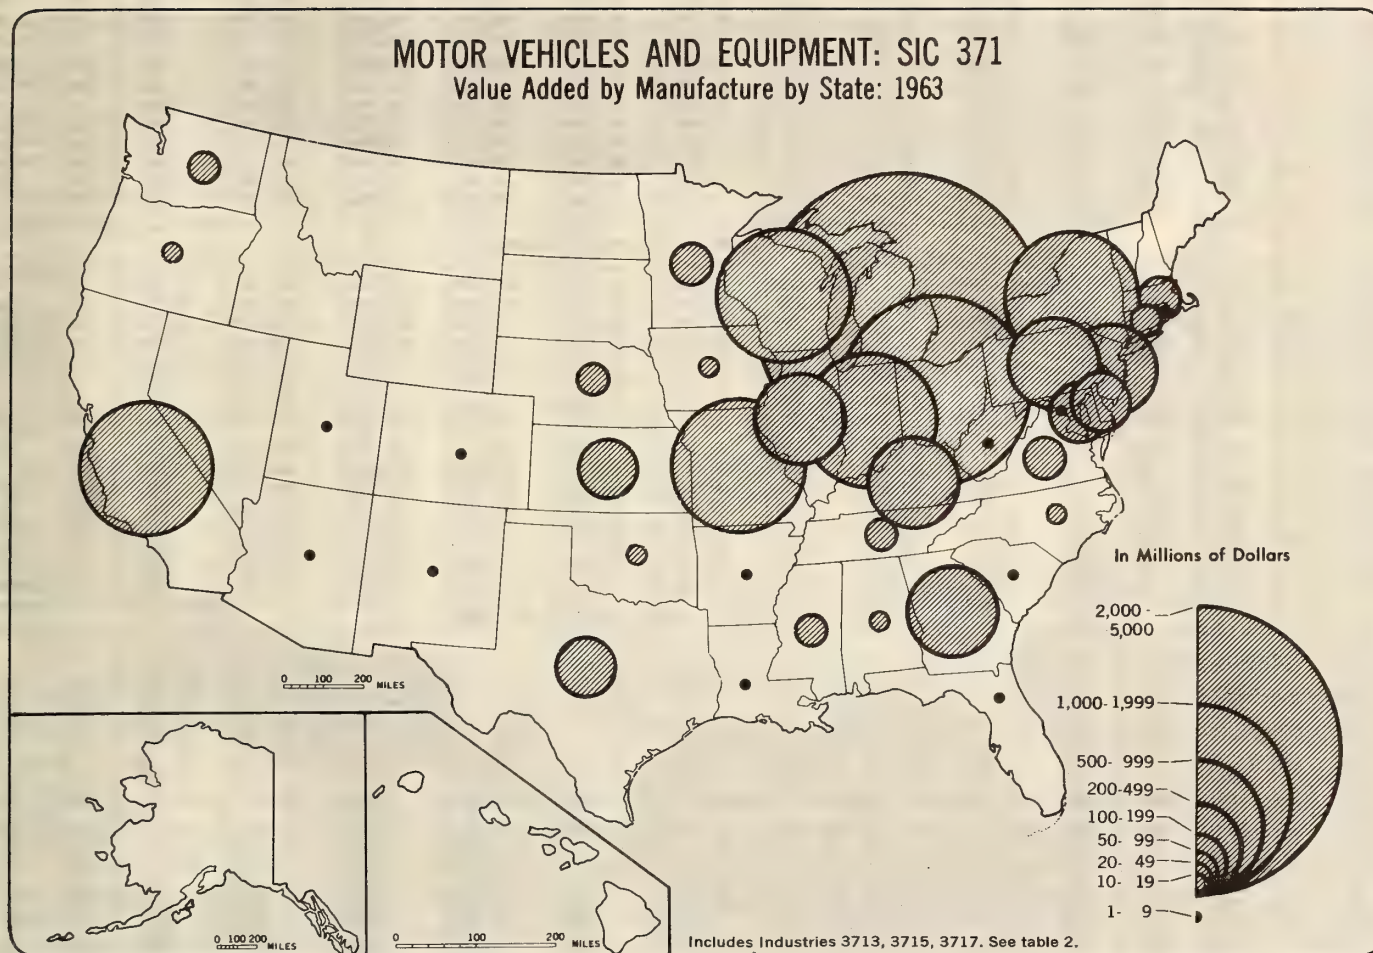 MOTOR VEHICLES AND EQUIPMENT: SIC 371
Value Added by Manufacture by State: 1963
In Millions of Dollars
2,000 -
5,000
1,000- 1,999
500- 999
200-499
100- 199
50- 99
20- 49
10- 19
1- 9
0 100 200 MILES
0 100 200 MILES
0 100 200 MILES
Includes Industries 3713, 3715, 3717. See table 2.